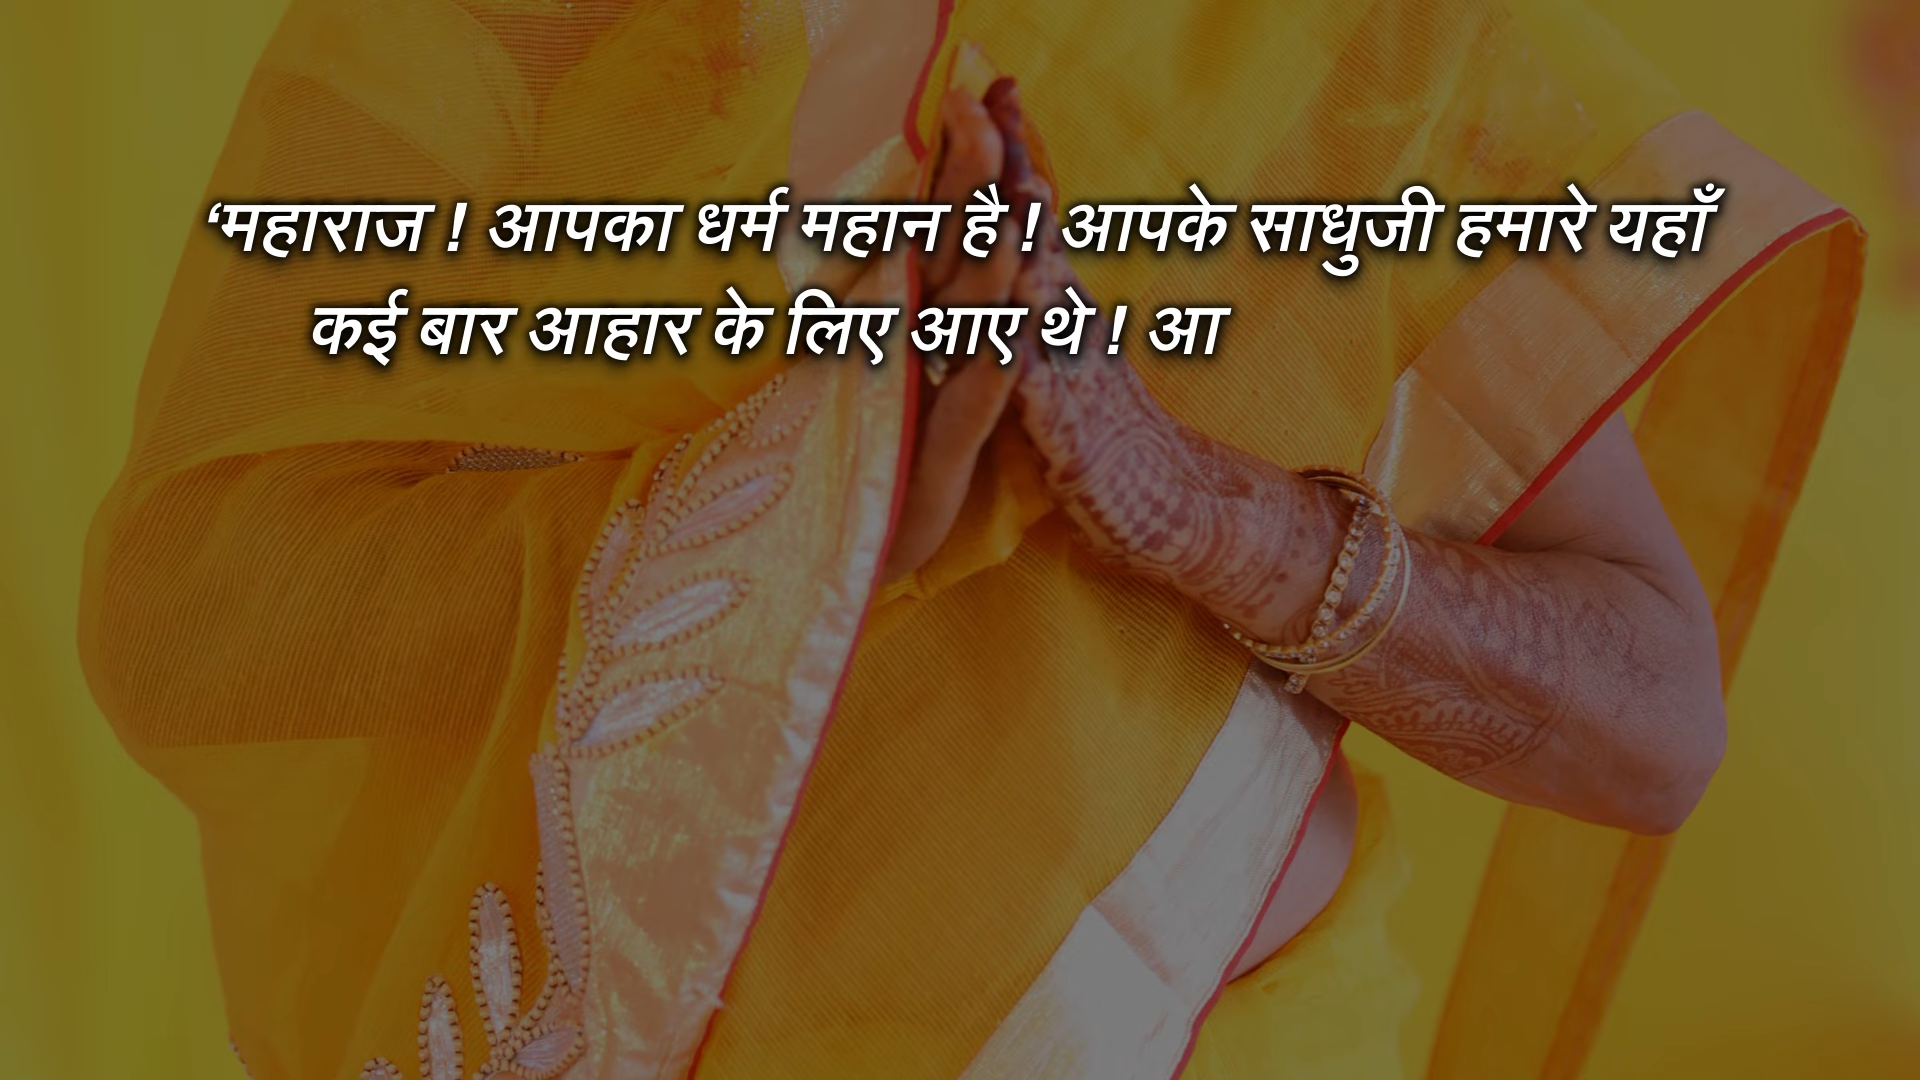 ‘महाराज ! आपका धर्म महान है ! आपके साधुजी हमारे यहाँ
कई बार आहार के लिए आए थे ! आ